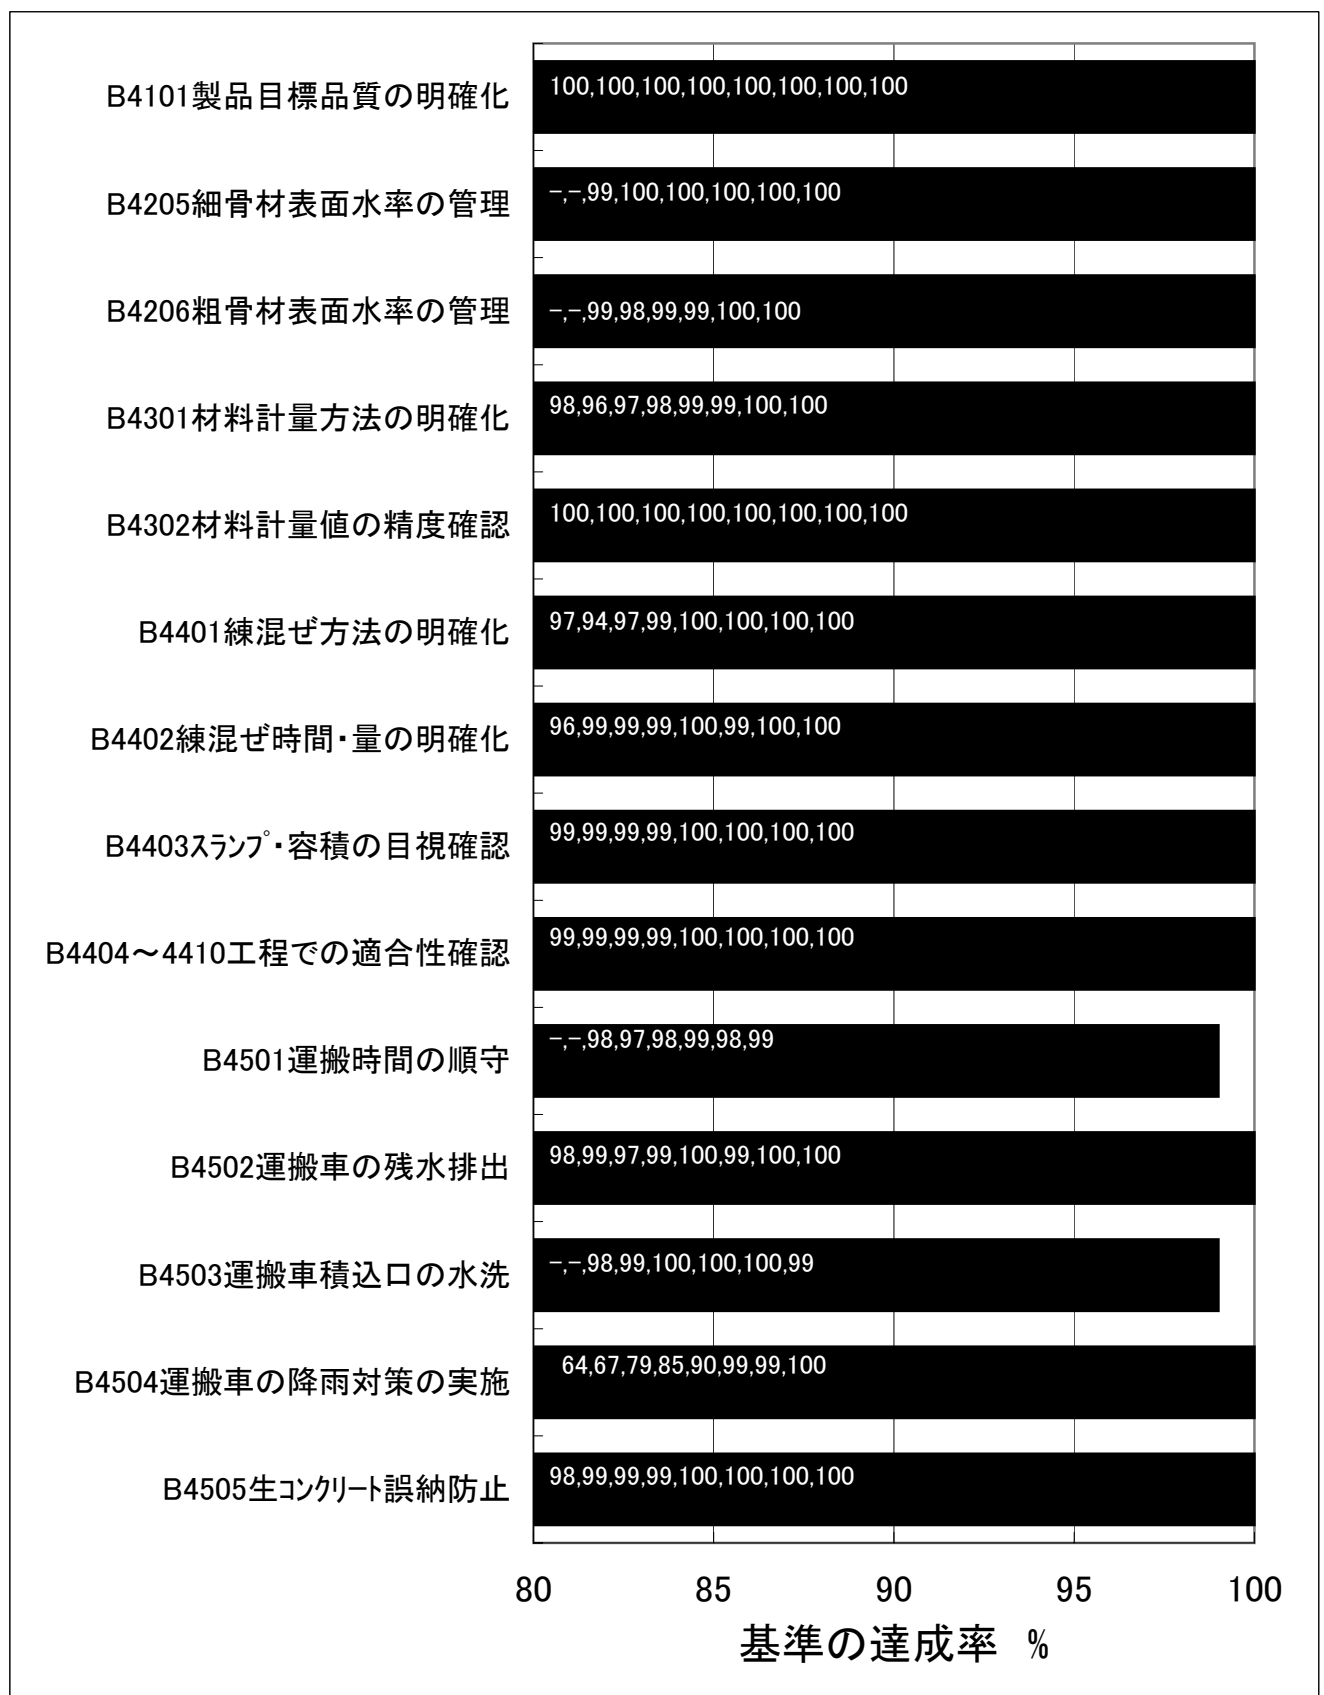 B4101製品目標品質の明確化 100,100,100,100,100,100,100,100
B4205細骨材表面水率の管理 -,-,99,100,100,100,100,100
B4206粗骨材表面水率の管理 -,-,99,98,99,99,100,100
B4301材料計量方法の明確化 98,96,97,98,99,99,100,100
B4302材料計量値の精度確認 100,100,100,100,100,100,100,100
B4401練混ぜ方法の明確化 97,94,97,99,100,100,100,100
B4402練混ぜ時間・量の明確化 96,99,99,99,100,99,100,100
B4403ｽﾗﾝﾌﾟ・容積の目視確認 99,99,99,99,100,100,100,100
B4404～4410工程での適合性確認 99,99,99,99,100,100,100,100
B4501運搬時間の順守 -,-,98,97,98,99,98,99
B4502運搬車の残水排出 98,99,97,99,100,99,100,100
B4503運搬車積込口の水洗 -,-,98,99,100,100,100,99
B4504運搬車の降雨対策の実施 64,67,79,85,90,99,99,100
B4505生ｺﾝｸﾘｰﾄ誤納防止 98,99,99,99,100,100,100,100
80 85 90 95 100
基準の達成率 %